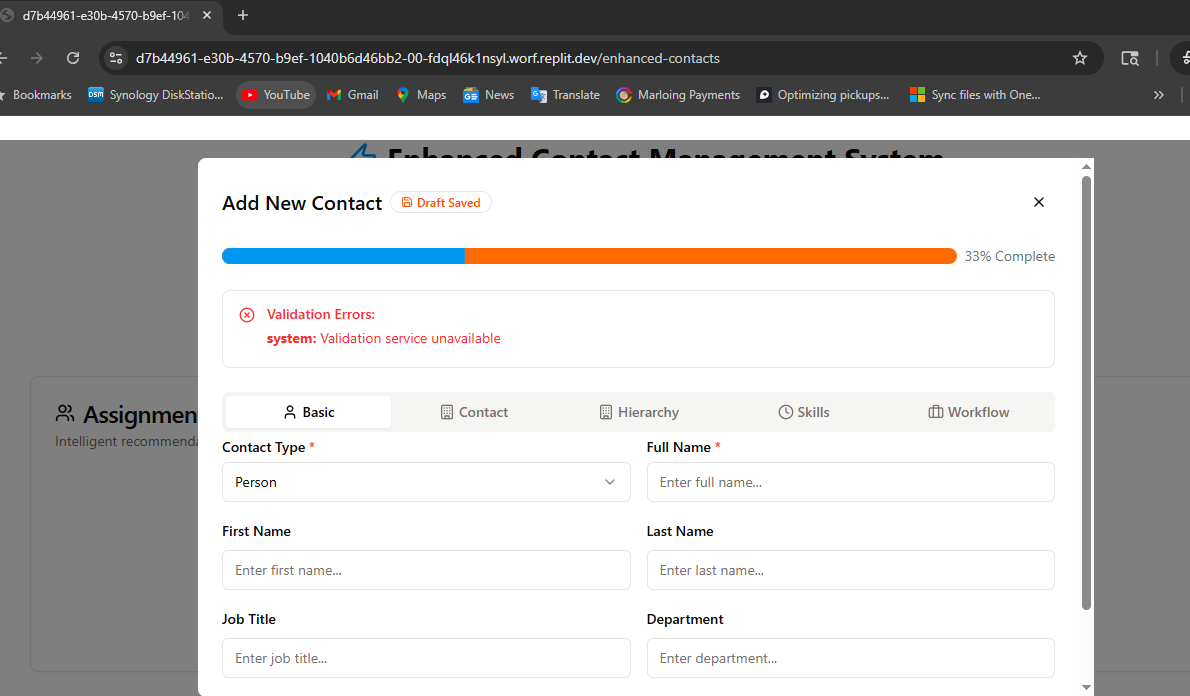 d7b44961-e30b-4570-b9ef-104
d7b44961-e30b-4570-b9ef-1040b6d46bb2-00-fdql46k1nsyl.worf.replit.dev/enhanced-contacts
Bookmarks Synology DiskStatio... YouTube Gmail Maps News Translate Marloing Payments Optimizing pickups... Sync files with One... »
Enhanced Contact Management System
Add New Contact Draft Saved
33% Complete
Validation Errors:
system: Validation service unavailable
Basic Contact Hierarchy Skills Workflow
Contact Type * Full Name *
Person Enter full name...
First Name Last Name
Enter first name... Enter last name...
Job Title Department
Enter job title... Enter department...
Assignmen
Intelligent recommenda